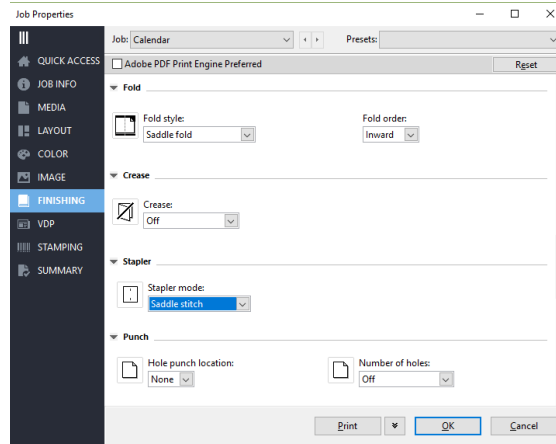 Job Properties
Job: Calendar
Presets:
QUICK ACCESS
JOB INFO
MEDIA
LAYOUT
COLOR
IMAGE
FINISHING
VDP
STAMPING
SUMMARY
Adobe PDF Print Engine Preferred
Reset
Fold
Fold style:
Fold order:
Saddle fold
Inward
Crease
Crease:
Off
Stapler
Stapler mode:
Saddle stitch
Punch
Hole punch location:
Number of holes:
None
Off
Print
OK
Cancel